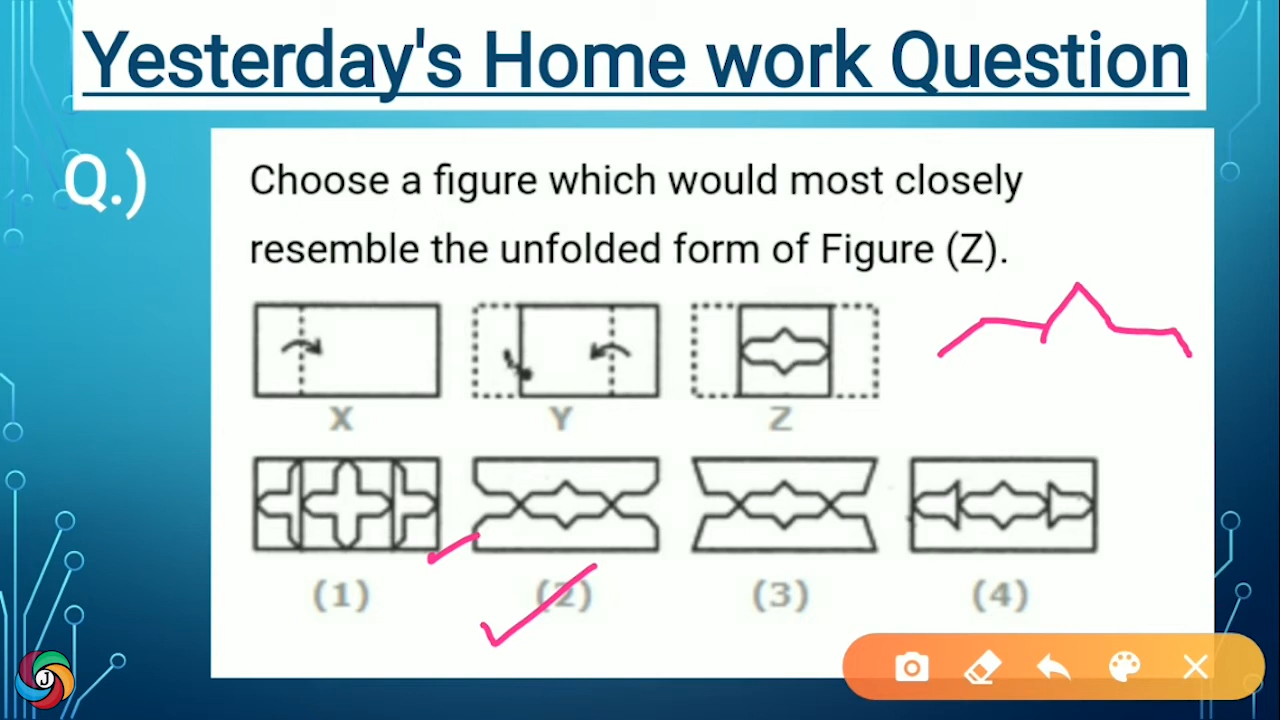 Yesterday's Home work Question
Q.)
Choose a figure which would most closely
resemble the unfolded form of Figure (Z).
X Y Z
(1) (2) (3) (4)
J